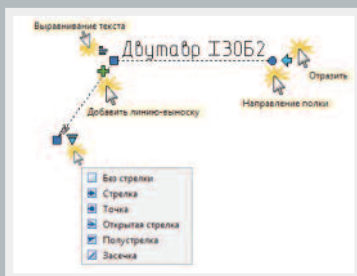 Выравнивание текста
Двутавр I30Б2
Отразить
Направление полки
Добавить линию-выноску
Без стрелки
Стрелка
Точка
Открытая стрелка
Полустрелка
Засечка